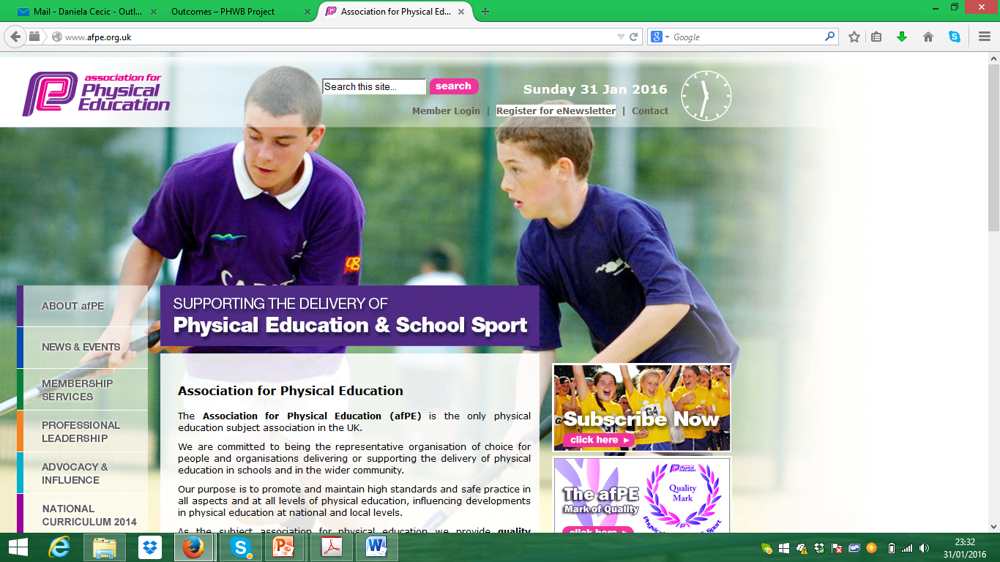 Mail - Daniela Cecic - Outl...
Outcomes – PHWB Project
Association for Physical Ed...
www.afpe.org.uk
Google
association for
Physical
Education
Search this site...
search
Sunday 31 Jan 2016
Member Login | Register for eNewsletter | Contact
08
ABOUT afPE
NEWS & EVENTS
MEMBERSHIP
SERVICES
PROFESSIONAL
LEADERSHIP
ADVOCACY &
INFLUENCE
NATIONAL
CURRICULUM 2014
SUPPORTING THE DELIVERY OF
Physical Education & School Sport
Association for Physical Education
The Association for Physical Education (afPE) is the only physical
education subject association in the UK.
We are committed to being the representative organisation of choice for
people and organisations delivering or supporting the delivery of physical
education in schools and in the wider community.
Our purpose is to promote and maintain high standards and safe practice in
all aspects and at all levels of physical education, influencing developments
in physical education at national and local levels.
As the subject association for physical education we provide quality
Subscribe Now
click here
The afPE
Mark of Quality
click here
Physical
Education
Quality
Mark
23:32
31/01/2016